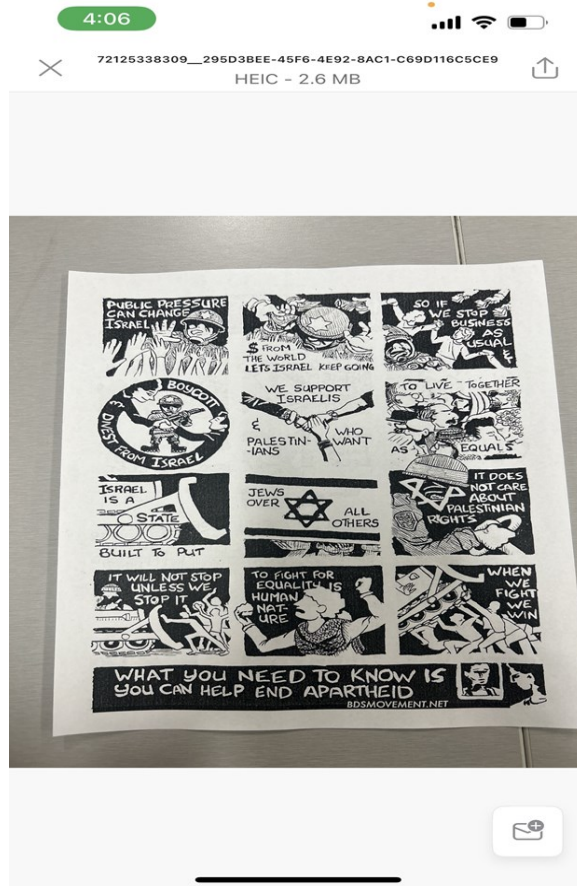 4:06
72125338309__295D3BEE-45F6-4E92-8AC1-C69D116C5CE9
HEIC - 2.6 MB
PUBLIC PRESSURE
CAN CHANGE
ISRAEL
$ FROM
THE WORLD
LETS ISRAEL KEEP GOING
SO IF
WE STOP
BUSINESS
AS
USUAL
&
BOYCOTT
& DIVEST FROM ISRAEL
WE SUPPORT
ISRAELIS
&
PALESTIN-
-IANS
WHO
WANT
TO LIVE TOGETHER
AS EQUALS
ISRAEL
IS A
STATE
BUILT TO PUT
JEWS
OVER
ALL
OTHERS
IT DOES
NOT CARE
ABOUT
PALESTINIAN
RIGHTS
IT WILL NOT STOP
UNLESS WE
STOP IT
TO FIGHT FOR
EQUALITY IS
HUMAN
NAT-
URE
WHEN
WE
FIGHT
WE
WIN
WHAT YOU NEED TO KNOW IS
YOU CAN HELP END APARTHEID
BDSMOVEMENT.NET